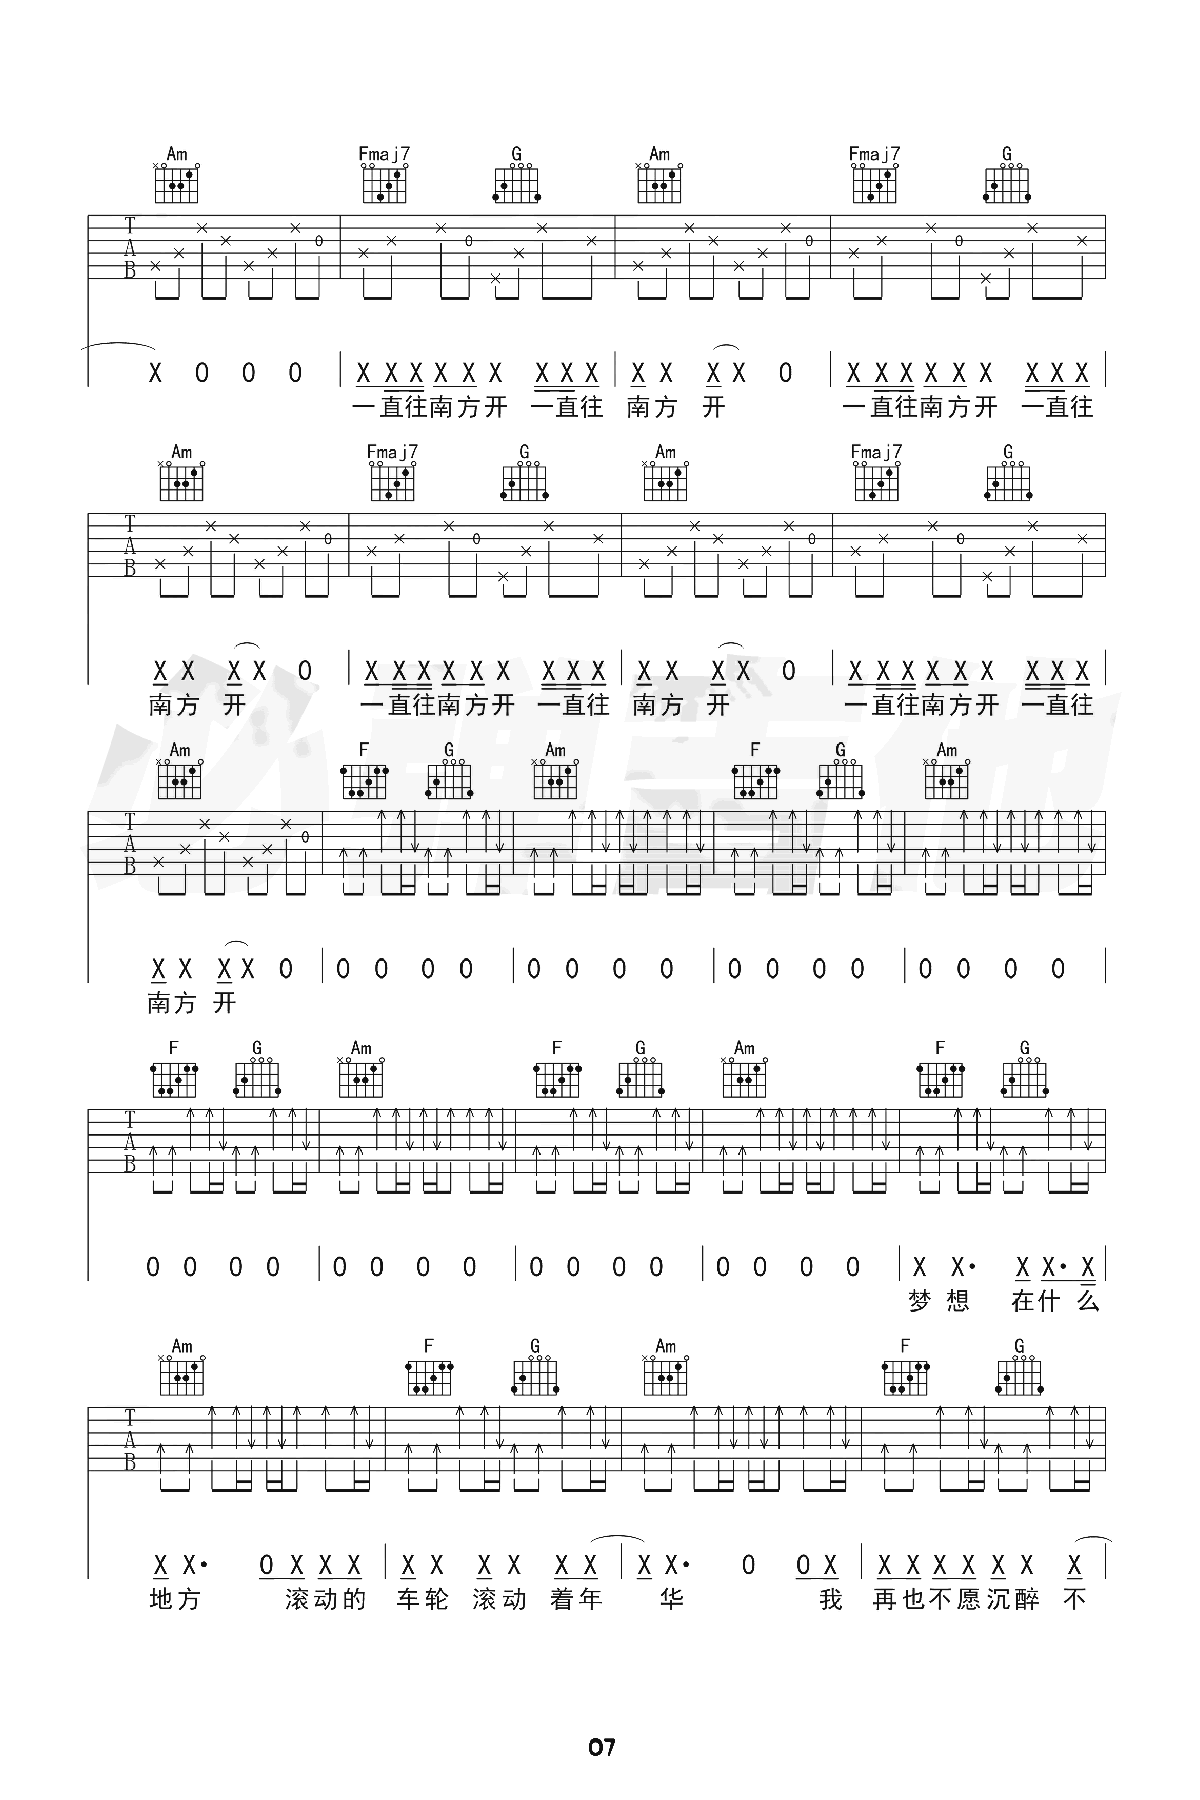 Am Fmaj7 G Am Fmaj7 G
T
A
B
X 0 0 0 X X X X X X X X X X X X X 0 X X X X X X X X X
一直往南方开 一直往 南方 开 一直往南方开 一直往
Am Fmaj7 G Am Fmaj7 G
T
A
B
X X X X 0 X X X X X X X X X X X X X 0 X X X X X X X X X
南方 开 一直往南方开 一直往 南方 开 一直往南方开 一直往
Am F G Am F G Am
T
A
B
X X X X 0 0 0 0 0 0 0 0 0 0 0 0 0 0 0 0 0
南方 开
F G Am F G Am F G
T
A
B
0 0 0 0 0 0 0 0 0 0 0 0 0 0 0 0 X X· X X· X
梦 想 在什 么
Am F G Am F G
T
A
B
X X· 0 X X X X X X X X X X X· 0 0 X X X X X X X X
地方 滚动的 车轮 滚动 着年 华 我 再也不愿沉醉 不
07